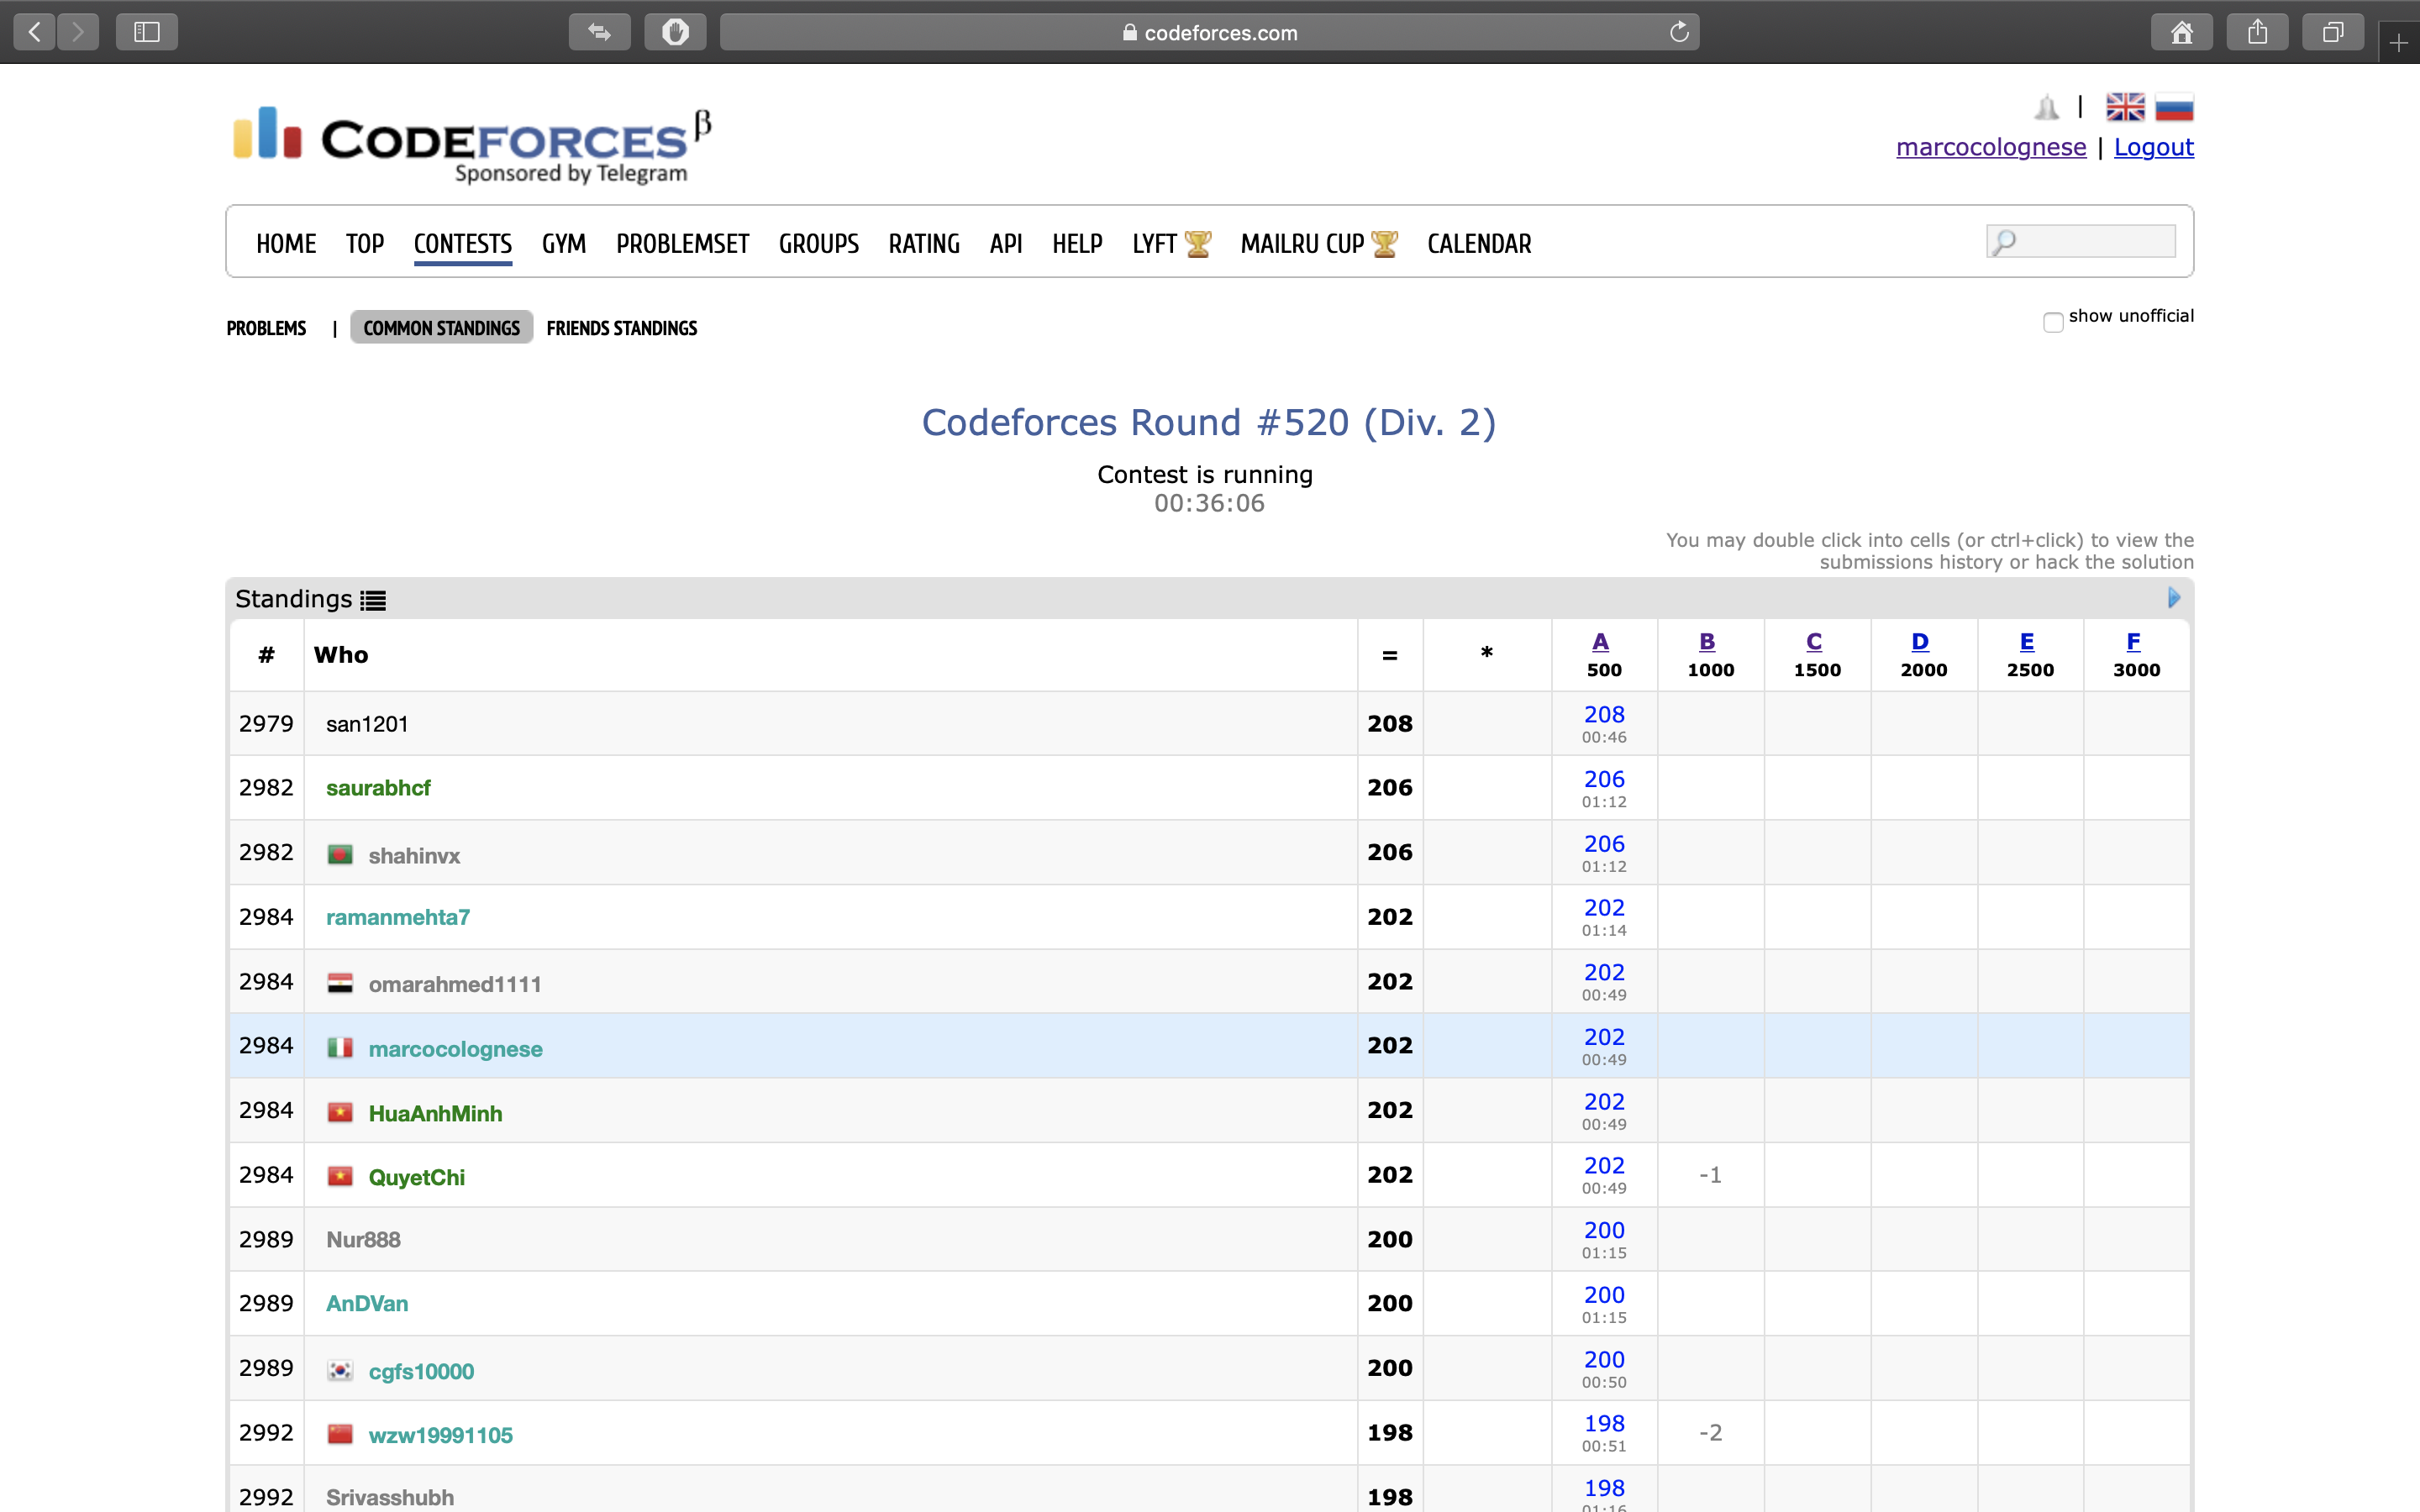 codeforces.com
CODEFORCES β
Sponsored by Telegram
|
marcocolognese | Logout
HOME TOP CONTESTS GYM PROBLEMSET GROUPS RATING API HELP LYFT MAILRU CUP CALENDAR
PROBLEMS | COMMON STANDINGS FRIENDS STANDINGS
show unofficial
Codeforces Round #520 (Div. 2)
Contest is running
00:36:06
You may double click into cells (or ctrl+click) to view the
submissions history or hack the solution
Standings
# Who = * A B C D E F
500 1000 1500 2000 2500 3000
2979 san1201 208 208
00:46
2982 saurabhcf 206 206
01:12
2982 shahinvx 206 206
01:12
2984 ramanmehta7 202 202
01:14
2984 omarahmed1111 202 202
00:49
2984 marcocolognese 202 202
00:49
2984 HuaAnhMinh 202 202
00:49
2984 QuyetChi 202 202 -1
00:49
2989 Nur888 200 200
01:15
2989 AnDVan 200 200
01:15
2989 cgfs10000 200 200
00:50
2992 wzw19991105 198 198 -2
00:51
2992 Srivasshubh 198 198
01:16